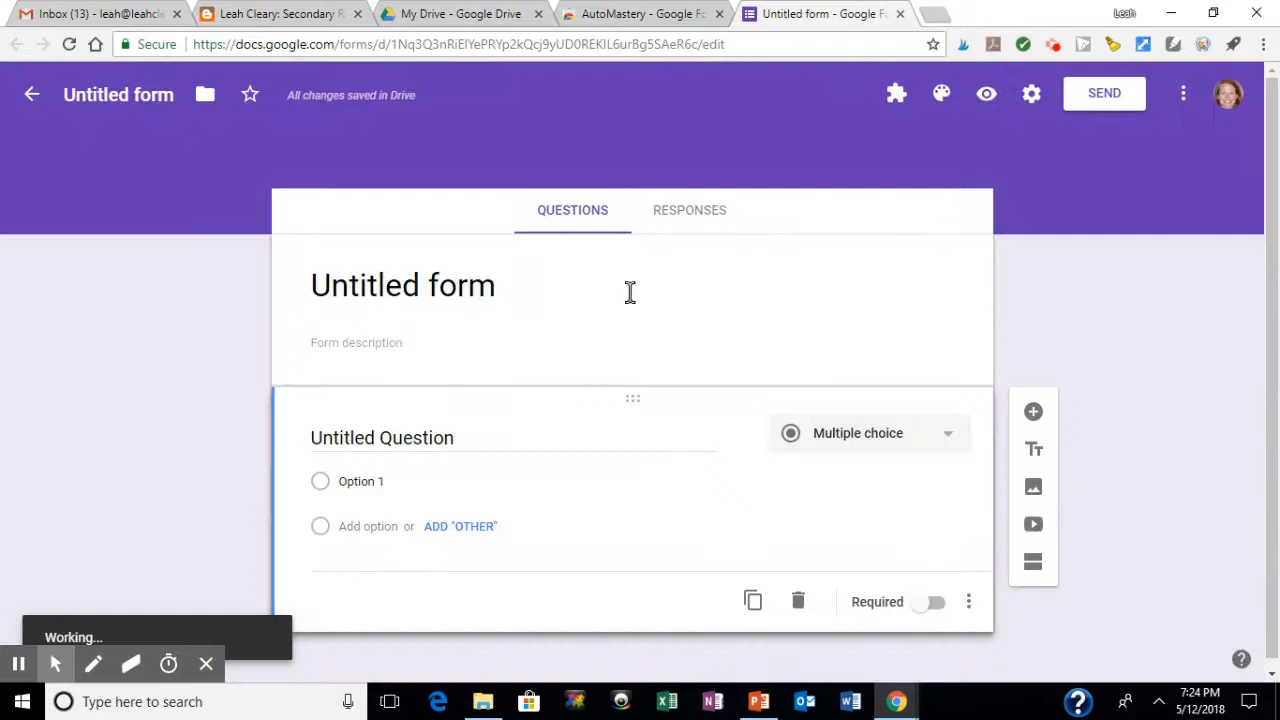 Inbox (13) - leah@leahcle
Leah Cleary: Secondary R
My Drive - Google Drive
AutoMastery - Google Fo
Untitled form - Google Fo
Leah
Secure
https://docs.google.com/forms/d/1Nq3Q3nRiEIYePRYp2kQcj9yUD0REKIL6urBg5SAeR6c/edit
Untitled form
All changes saved in Drive
SEND
QUESTIONS
RESPONSES
Untitled form
Form description
Untitled Question
Multiple choice
Option 1
Add option or ADD "OTHER"
Required
Working...
Type here to search
7:24 PM
5/12/2018